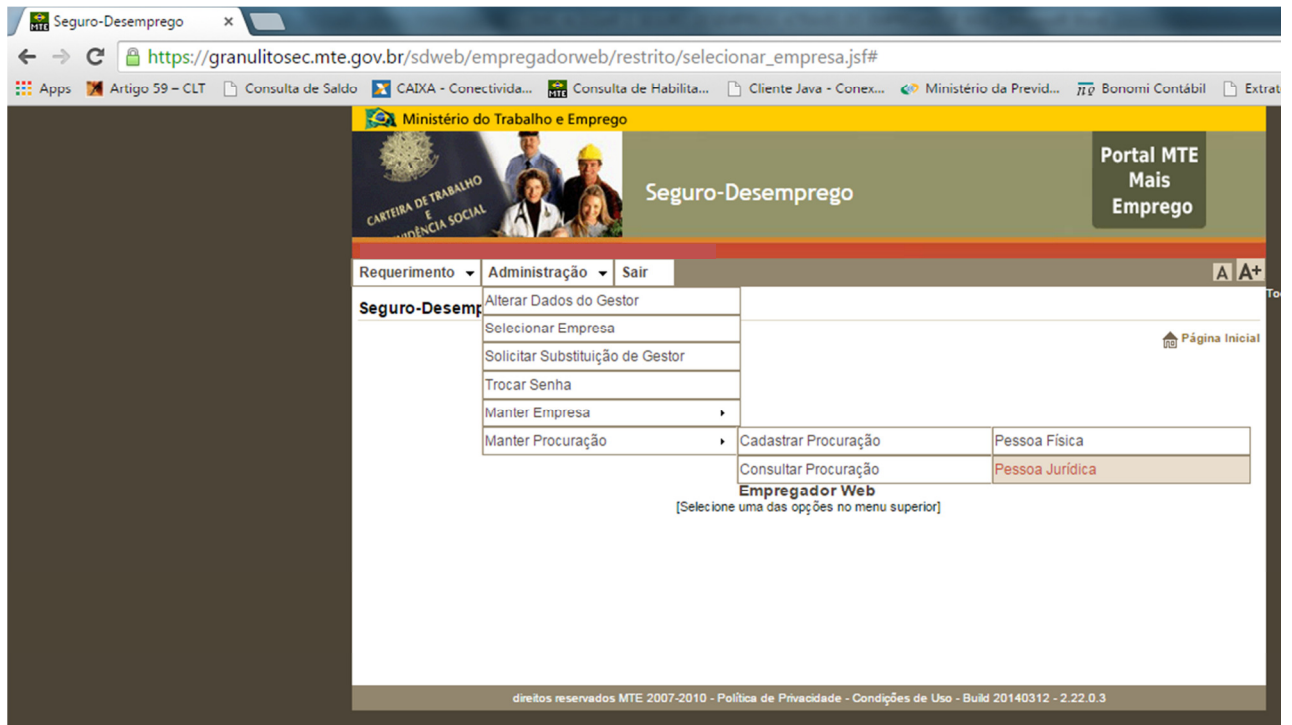 MTE Seguro-Desemprego ×
https://granulitosec.mte.gov.br/sdweb/empregadorweb/restrito/selecionar_empresa.jsf#
Apps Artigo 59 – CLT Consulta de Saldo CAIXA - Conectivida... MTE Consulta de Habilita... Cliente Java - Conex... Ministério da Previd... Bonomi Contábil Extrat
Ministério do Trabalho e Emprego
CARTEIRA DE TRABALHO
E
PREVIDÊNCIA SOCIAL
Seguro-Desemprego
Portal MTE
Mais
Emprego
Requerimento Administração Sair A A+
Seguro-Desemp
Alterar Dados do Gestor
Selecionar Empresa
Página Inicial
Solicitar Substituição de Gestor
Trocar Senha
Manter Empresa
Manter Procuração Cadastrar Procuração Pessoa Física
Consultar Procuração Pessoa Jurídica
Empregador Web
[Selecione uma das opções no menu superior]
direitos reservados MTE 2007-2010 - Política de Privacidade - Condições de Uso - Build 20140312 - 2.22.0.3